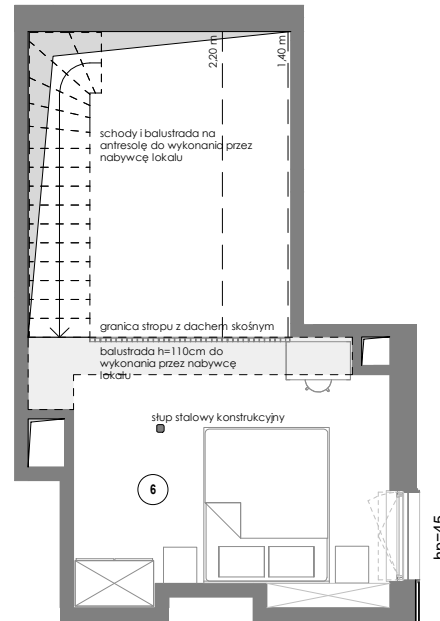 2,20 m
1,40 m
schody i balustrada na
antresolę do wykonania przez
nabywcę lokalu
granica stropu z dachem skośnym
balustrada h=110cm do
wykonania przez nabywcę
lokalu
słup stalowy konstrukcyjny
6
hp=45